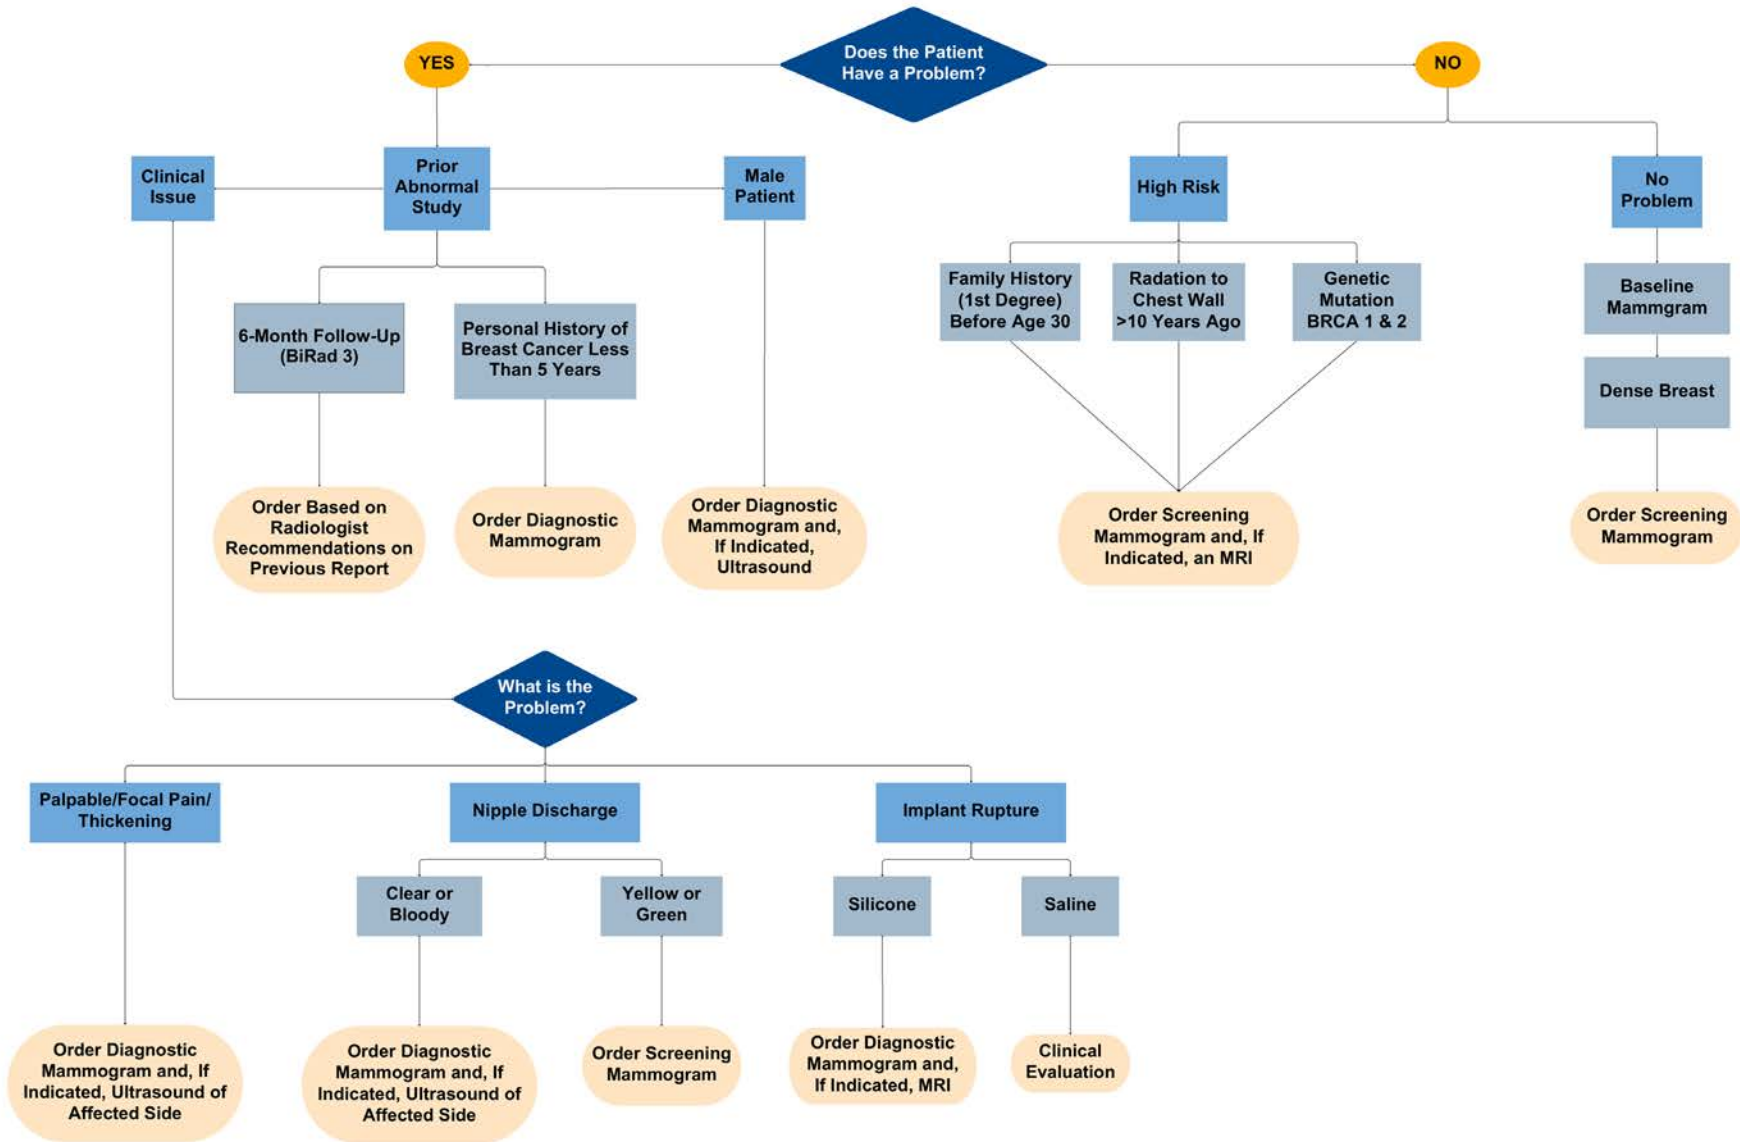 Does the Patient
Have a Problem?
YES
NO
Clinical
Issue
Prior
Abnormal
Study
Male
Patient
High Risk
No
Problem
6-Month Follow-Up
(BiRad 3)
Personal History of
Breast Cancer Less
Than 5 Years
Family History
(1st Degree)
Before Age 30
Radation to
Chest Wall
>10 Years Ago
Genetic
Mutation
BRCA 1 & 2
Baseline
Mammgram
Dense Breast
Order Based on
Radiologist
Recommendations on
Previous Report
Order Diagnostic
Mammogram
Order Diagnostic
Mammogram and,
If Indicated,
Ultrasound
Order Screening
Mammogram and, If
Indicated, an MRI
Order Screening
Mammogram
What is the
Problem?
Palpable/Focal Pain/
Thickening
Nipple Discharge
Implant Rupture
Clear or
Bloody
Yellow or
Green
Silicone
Saline
Order Diagnostic
Mammogram and, If
Indicated, Ultrasound of
Affected Side
Order Diagnostic
Mammogram and, If
Indicated, Ultrasound of
Affected Side
Order Screening
Mammogram
Order Diagnostic
Mammogram and,
If Indicated, MRI
Clinical
Evaluation